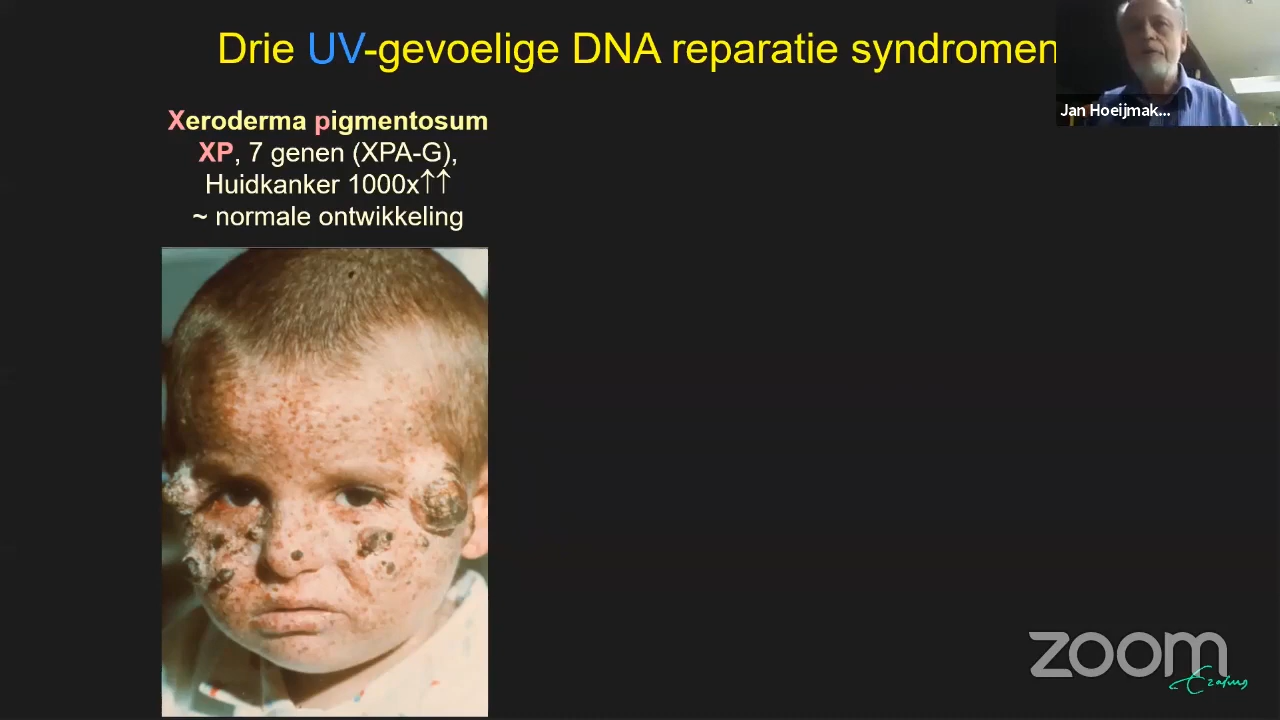 Drie UV-gevoelige DNA reparatie syndromen
Jan Hoeijmak...
Xeroderma pigmentosum
XP, 7 genen (XPA-G),
Huidkanker 1000x↑↑
~ normale ontwikkeling
zoom
Erasmus